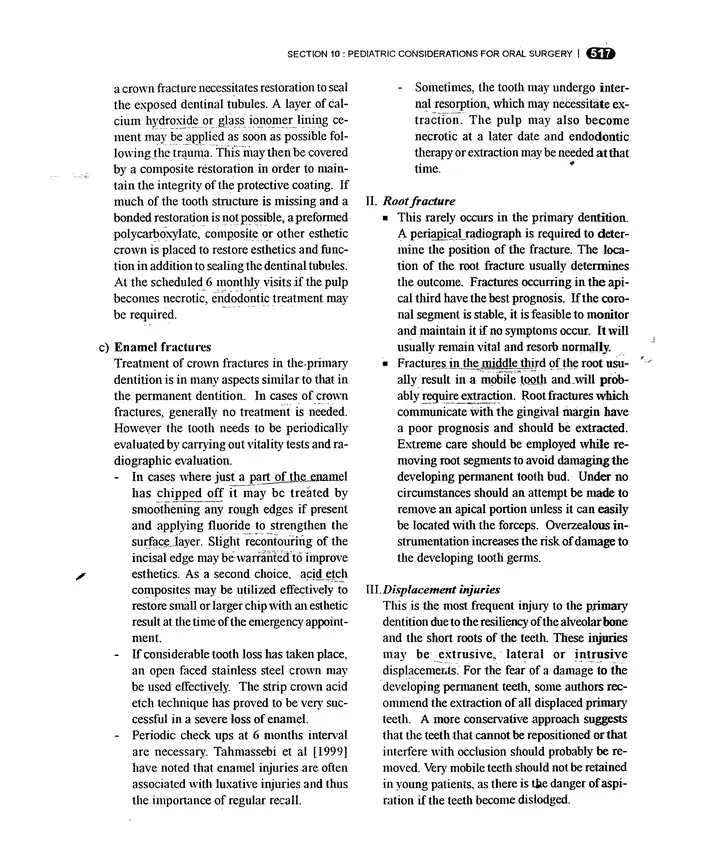 SECTION 10 : PEDIATRIC CONSIDERATIONS FOR ORAL SURGERY | 517
a crown fracture necessitates restoration to seal
the exposed dentinal tubules. A layer of cal-
cium hydroxide or glass ionomer lining ce-
ment may be applied as soon as possible fol-
lowing the trauma. This may then be covered
by a composite restoration in order to main-
tain the integrity of the protective coating. If
much of the tooth structure is missing and a
bonded restoration is not possible, a preformed
polycarboxylate, composite or other esthetic
crown is placed to restore esthetics and func-
tion in addition to sealing the dentinal tubules.
At the scheduled 6 monthly visits if the pulp
becomes necrotic, endodontic treatment may
be required.
c) Enamel fractures
Treatment of crown fractures in the primary
dentition is in many aspects similar to that in
the permanent dentition. In cases of crown
fractures, generally no treatment is needed.
However the tooth needs to be periodically
evaluated by carrying out vitality tests and ra-
diographic evaluation.
- In cases where just a part of the enamel
has chipped off it may be treated by
smoothening any rough edges if present
and applying fluoride to strengthen the
surface layer. Slight recontouring of the
incisal edge may be warranted to improve
esthetics. As a second choice, acid etch
composites may be utilized effectively to
restore small or larger chip with an esthetic
result at the time of the emergency appoint-
ment.
- If considerable tooth loss has taken place,
an open faced stainless steel crown may
be used effectively. The strip crown acid
etch technique has proved to be very suc-
cessful in a severe loss of enamel.
- Periodic check ups at 6 months interval
are necessary. Tahmassebi et al [1999]
have noted that enamel injuries are often
associated with luxative injuries and thus
the importance of regular recall.
- Sometimes, the tooth may undergo inter-
nal resorption, which may necessitate ex-
traction. The pulp may also become
necrotic at a later date and endodontic
therapy or extraction may be needed at that
time.
II. Root fracture
▪ This rarely occurs in the primary dentition.
A periapical radiograph is required to deter-
mine the position of the fracture. The loca-
tion of the root fracture usually determines
the outcome. Fractures occurring in the api-
cal third have the best prognosis. If the coro-
nal segment is stable, it is feasible to monitor
and maintain it if no symptoms occur. It will
usually remain vital and resorb normally.
▪ Fractures in the middle third of the root usu-
ally result in a mobile tooth and will prob-
ably require extraction. Root fractures which
communicate with the gingival margin have
a poor prognosis and should be extracted.
Extreme care should be employed while re-
moving root segments to avoid damaging the
developing permanent tooth bud. Under no
circumstances should an attempt be made to
remove an apical portion unless it can easily
be located with the forceps. Overzealous in-
strumentation increases the risk of damage to
the developing tooth germs.
III. Displacement injuries
This is the most frequent injury to the primary
dentition due to the resiliency of the alveolar bone
and the short roots of the teeth. These injuries
may be extrusive, lateral or intrusive
displacements. For the fear of a damage to the
developing permanent teeth, some authors rec-
ommend the extraction of all displaced primary
teeth. A more conservative approach suggests
that the teeth that cannot be repositioned or that
interfere with occlusion should probably be re-
moved. Very mobile teeth should not be retained
in young patients, as there is the danger of aspi-
ration if the teeth become dislodged.